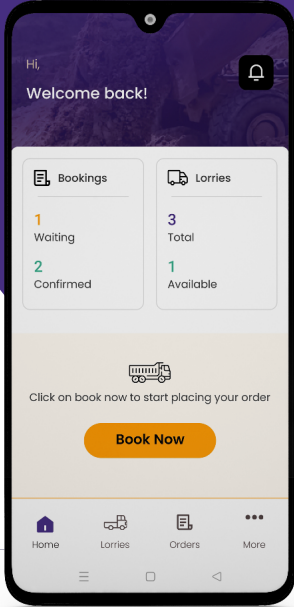 Hi,
Welcome back!
Bookings
1
Waiting
2
Confirmed
Lorries
3
Total
1
Available
Click on book now to start placing your order
Book Now
Home
Lorries
Orders
More